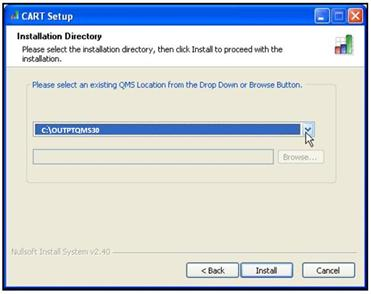 CART Setup
Installation Directory
Please select the installation directory, then click Install to proceed with the
installation.
Please select an existing QMS Location from the Drop Down or Browse Button.
C:\OUTPTQMS30
Browse...
Nullsoft Install System v2.40
< Back
Install
Cancel